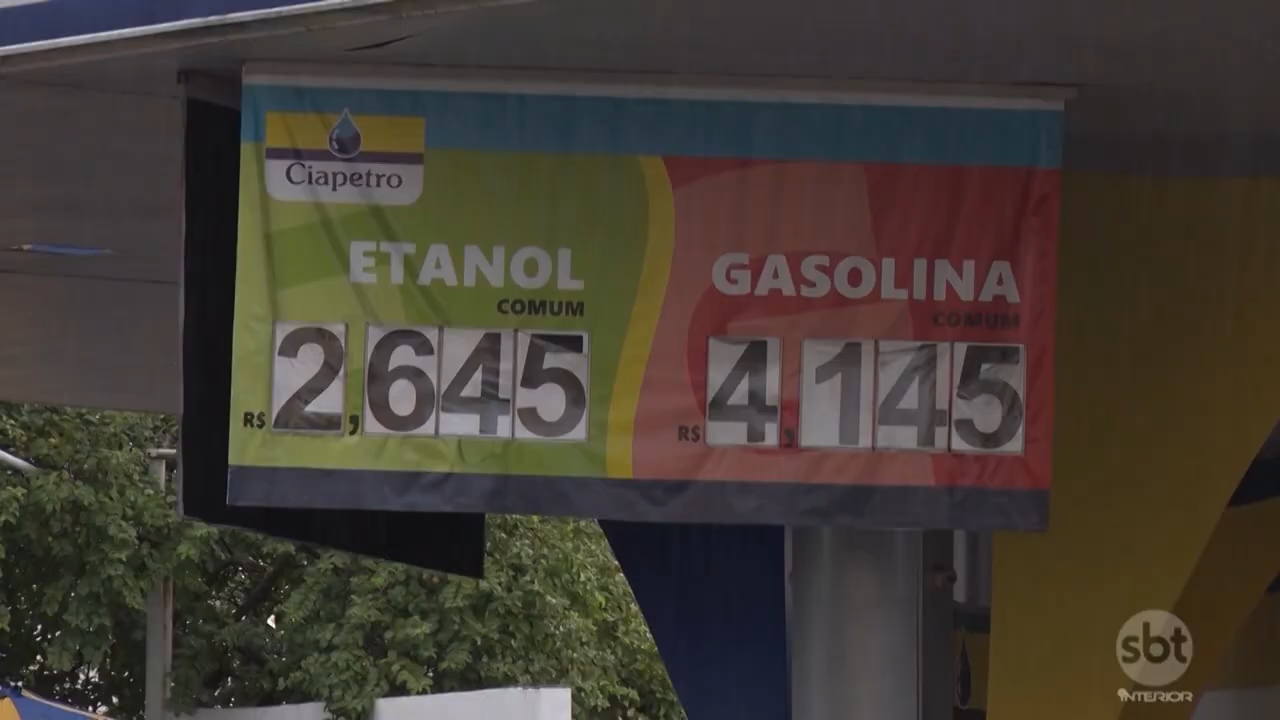 Ciapetro
ETANOL
COMUM
R$ 2,645
GASOLINA
COMUM
R$ 4,145
sbt
INTERIOR